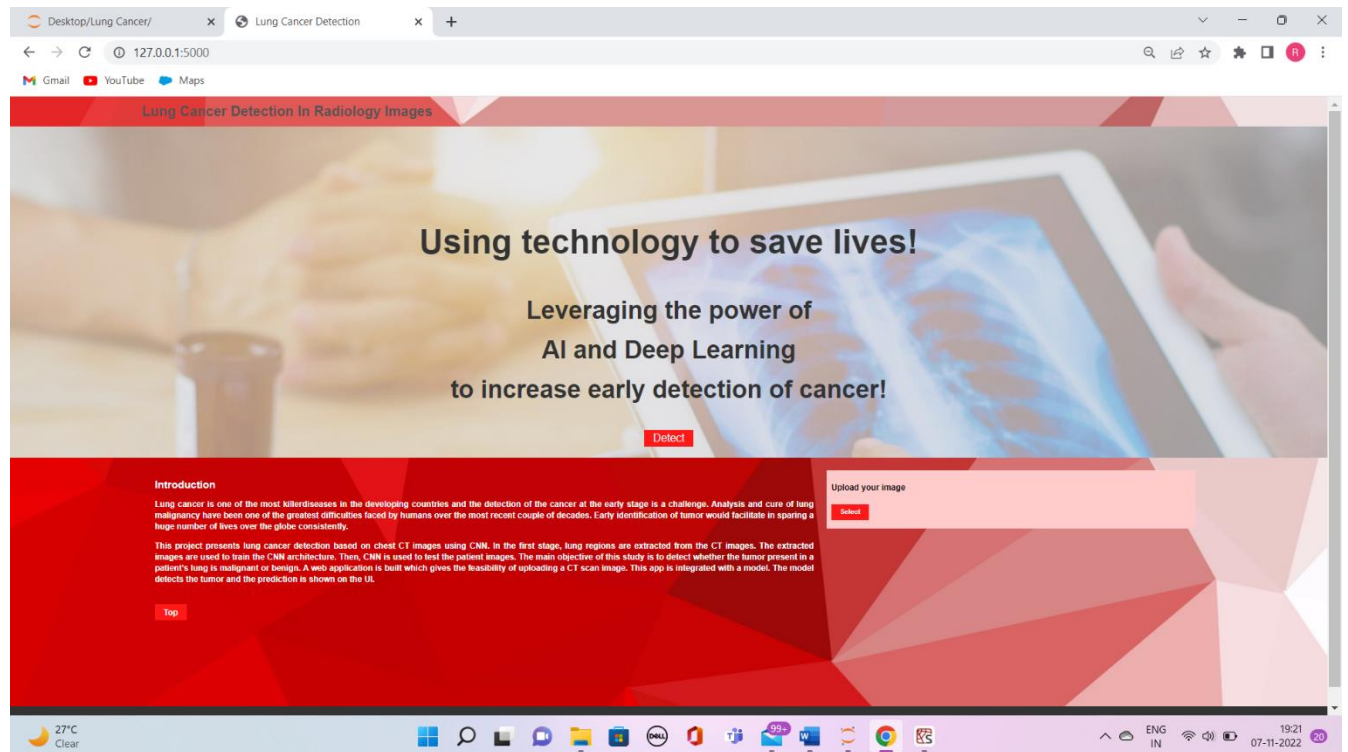 Desktop/Lung Cancer/
Lung Cancer Detection
127.0.0.1:5000
R
Gmail
YouTube
Maps
Lung Cancer Detection In Radiology Images
Using technology to save lives!
Leveraging the power of
AI and Deep Learning
to increase early detection of cancer!
Detect
Introduction
Lung cancer is one of the most killerdiseases in the developing countries and the detection of the cancer at the early stage is a challenge. Analysis and cure of lung
malignancy have been one of the greatest difficulties faced by humans over the most recent couple of decades. Early identification of tumor would facilitate in sparing a
huge number of lives over the globe consistently.
This project presents lung cancer detection based on chest CT images using CNN. In the first stage, lung regions are extracted from the CT images. The extracted
images are used to train the CNN architecture. Then, CNN is used to test the patient images. The main objective of this study is to detect whether the tumor present in a
patient's lung is malignant or benign. A web application is built which gives the feasibility of uploading a CT scan image. This app is integrated with a model. The model
detects the tumor and the prediction is shown on the UI.
Top
Upload your image
Select
27°C
Clear
DELL
99+
ENG
IN
19:21
07-11-2022
20